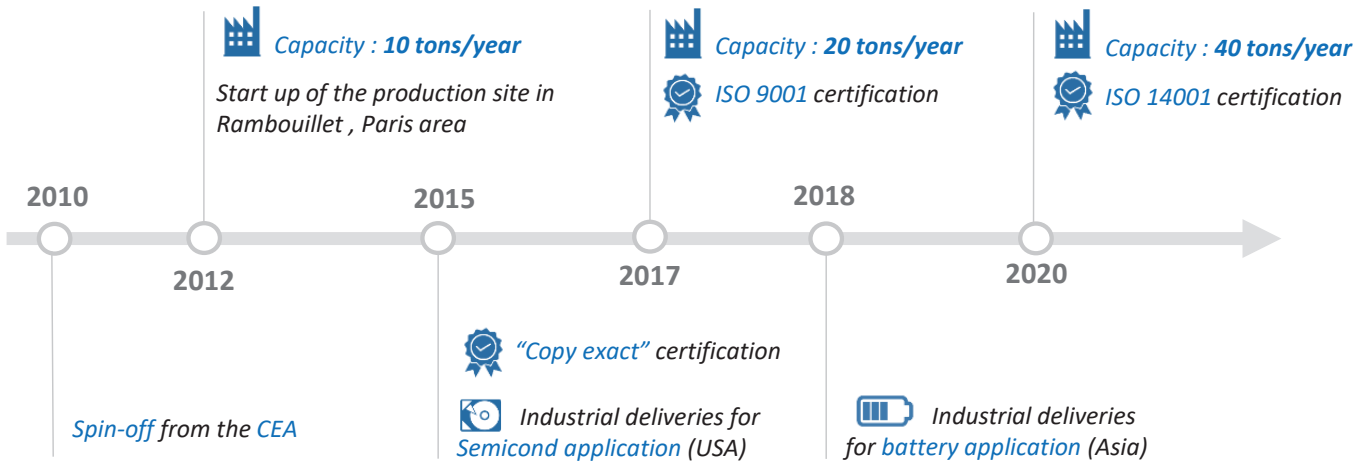 Capacity : 10 tons/year
Start up of the production site in
Rambouillet , Paris area
Capacity : 20 tons/year
ISO 9001 certification
Capacity : 40 tons/year
ISO 14001 certification
2010
2012
2015
2017
2018
2020
Spin-off from the CEA
“Copy exact” certification
Industrial deliveries for
Semicond application (USA)
Industrial deliveries
for battery application (Asia)